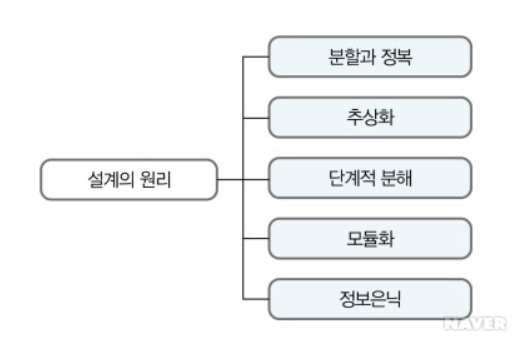 분할과 정복
추상화
설계의 원리
단계적 분해
모듈화
정보은닉
NAVER